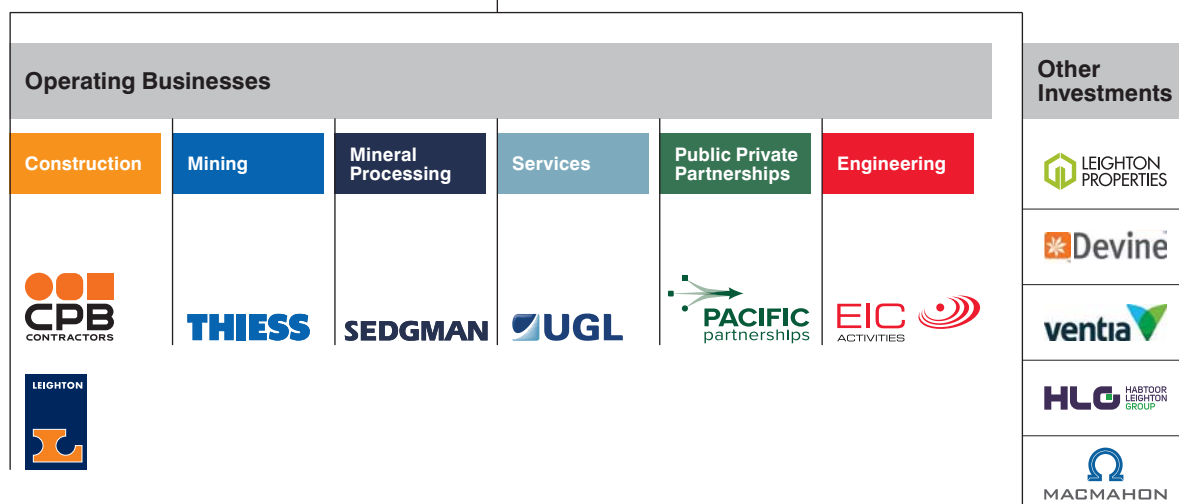 Operating Businesses
Other
Investments
Construction
Mining
Mineral
Processing
Services
Public Private
Partnerships
Engineering
CPB
CONTRACTORS
THIESS
SEDGMAN
UGL
PACIFIC
partnerships
EIC
ACTIVITIES
LEIGHTON
LEIGHTON
PROPERTIES
Devine
ventia
HLG
HABTOOR
LEIGHTON
GROUP
MACMAHON